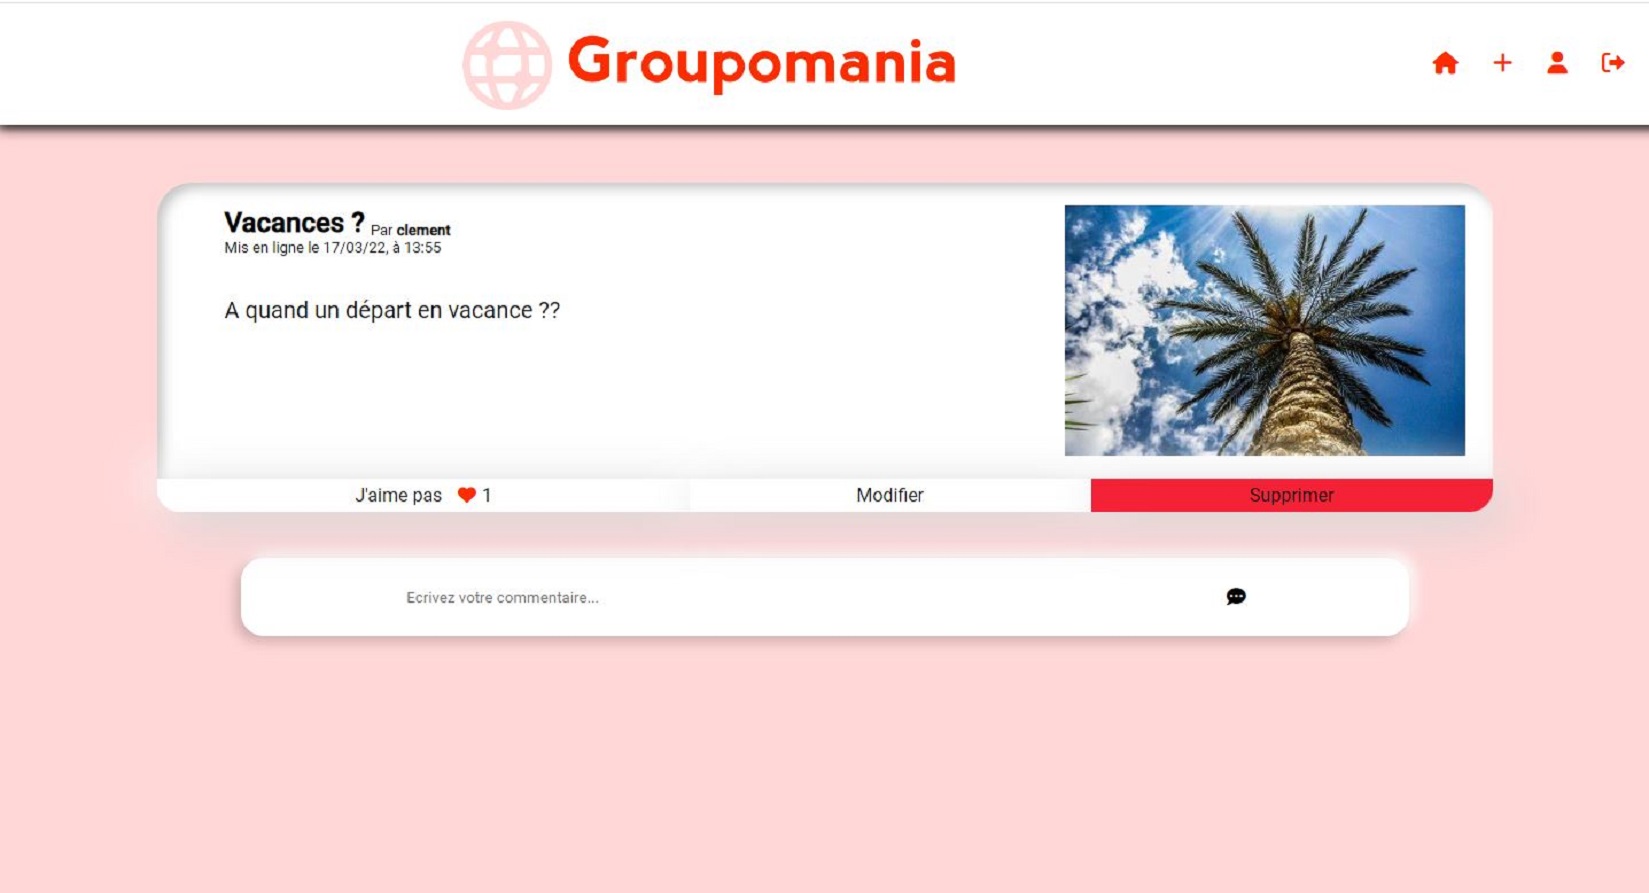 Groupomania
Vacances ? Par clement
Mis en ligne le 17/03/22, à 13:55
A quand un départ en vacance ??
J'aime pas 1
Modifier
Supprimer
Ecrivez votre commentaire...